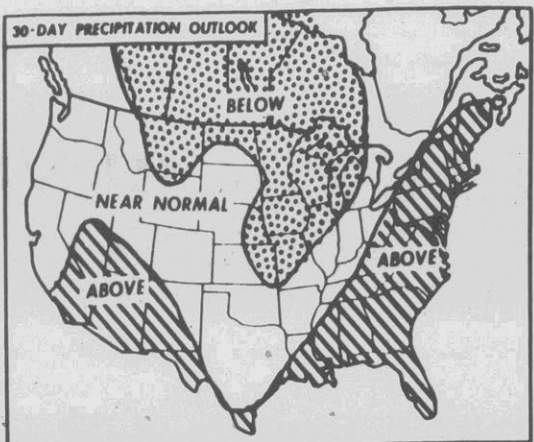 30-DAY PRECIPITATION OUTLOOK
BELOW
NEAR NORMAL
ABOVE
ABOVE